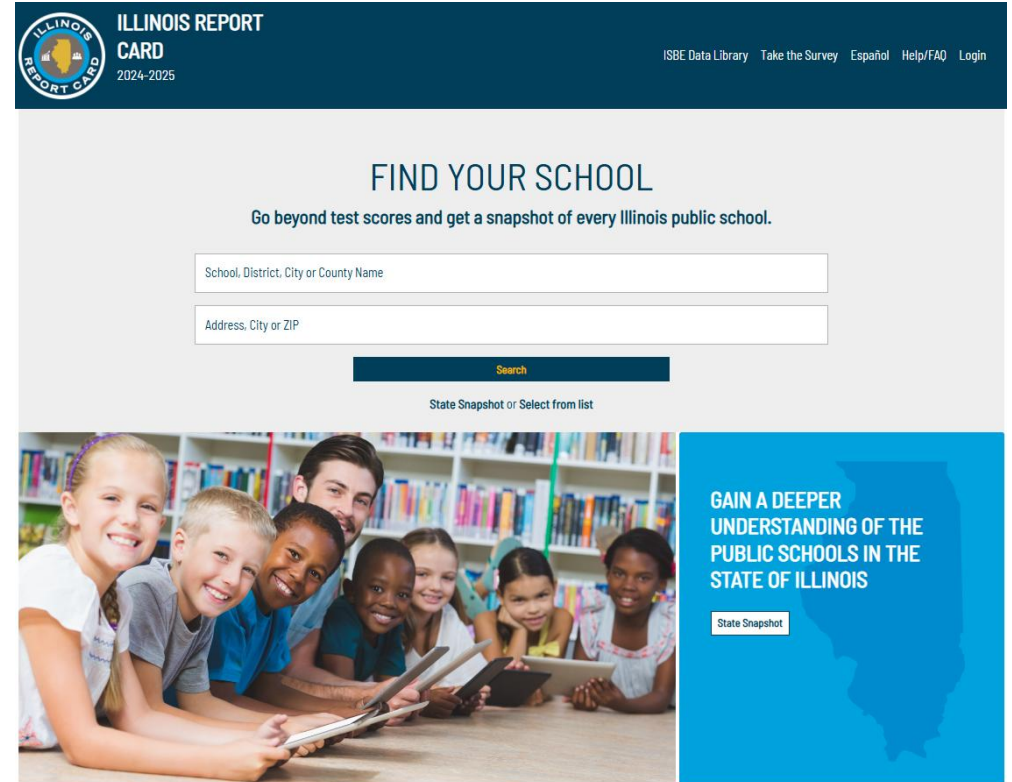 ILLINOIS REPORT CARD
ILLINOIS REPORT
CARD
2024-2025
ISBE Data Library Take the Survey Español Help/FAQ Login
FIND YOUR SCHOOL
Go beyond test scores and get a snapshot of every Illinois public school.
School, District, City or County Name
Address, City or ZIP
Search
State Snapshot or Select from list
GAIN A DEEPER
UNDERSTANDING OF THE
PUBLIC SCHOOLS IN THE
STATE OF ILLINOIS
State Snapshot